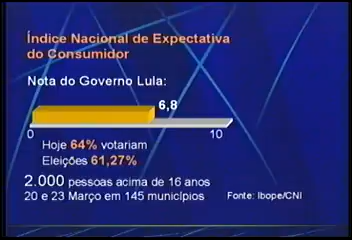 Índice Nacional de Expectativa
do Consumidor
Nota do Governo Lula:
6,8
0 10
Hoje 64% votariam
Eleições 61,27%
2.000 pessoas acima de 16 anos
20 e 23 Março em 145 municípios Fonte: Ibope/CNI